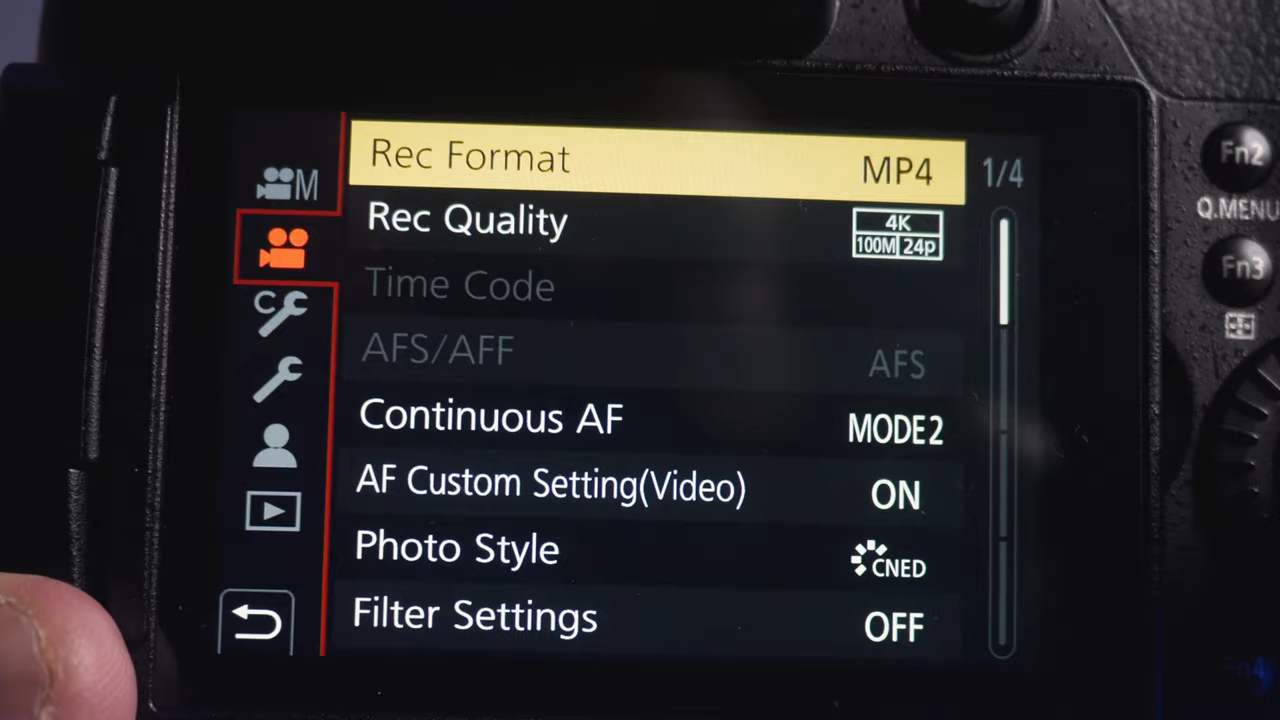 M
Rec Format MP4 1/4
Rec Quality 4K 100M 24p
Time Code
AFS/AFF AFS
C
Continuous AF MODE2
AF Custom Setting(Video) ON
Photo Style CNED
Filter Settings OFF
Fn2
Q.MENU
Fn3
Fn4